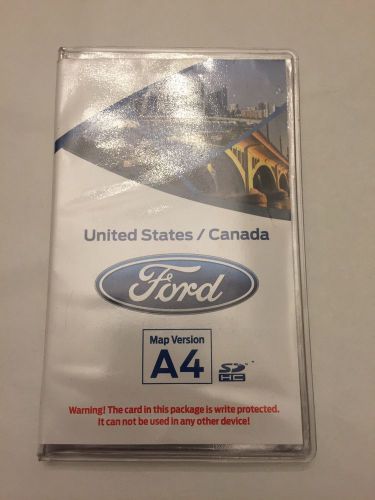 United States / Canada
Ford
Map Version
A4
SD
HC
™
Warning! The card in this package is write protected.
It can not be used in any other device!